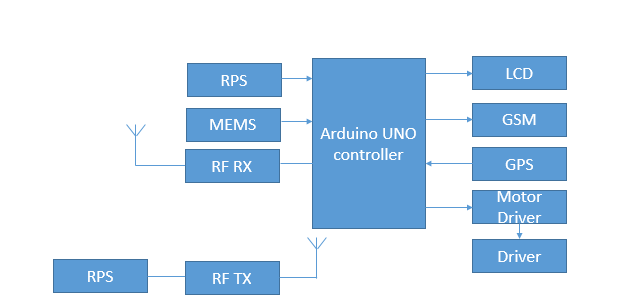 RPS
MEMS
RF RX
Arduino UNO
controller
LCD
GSM
GPS
Motor
Driver
Driver
RPS
RF TX